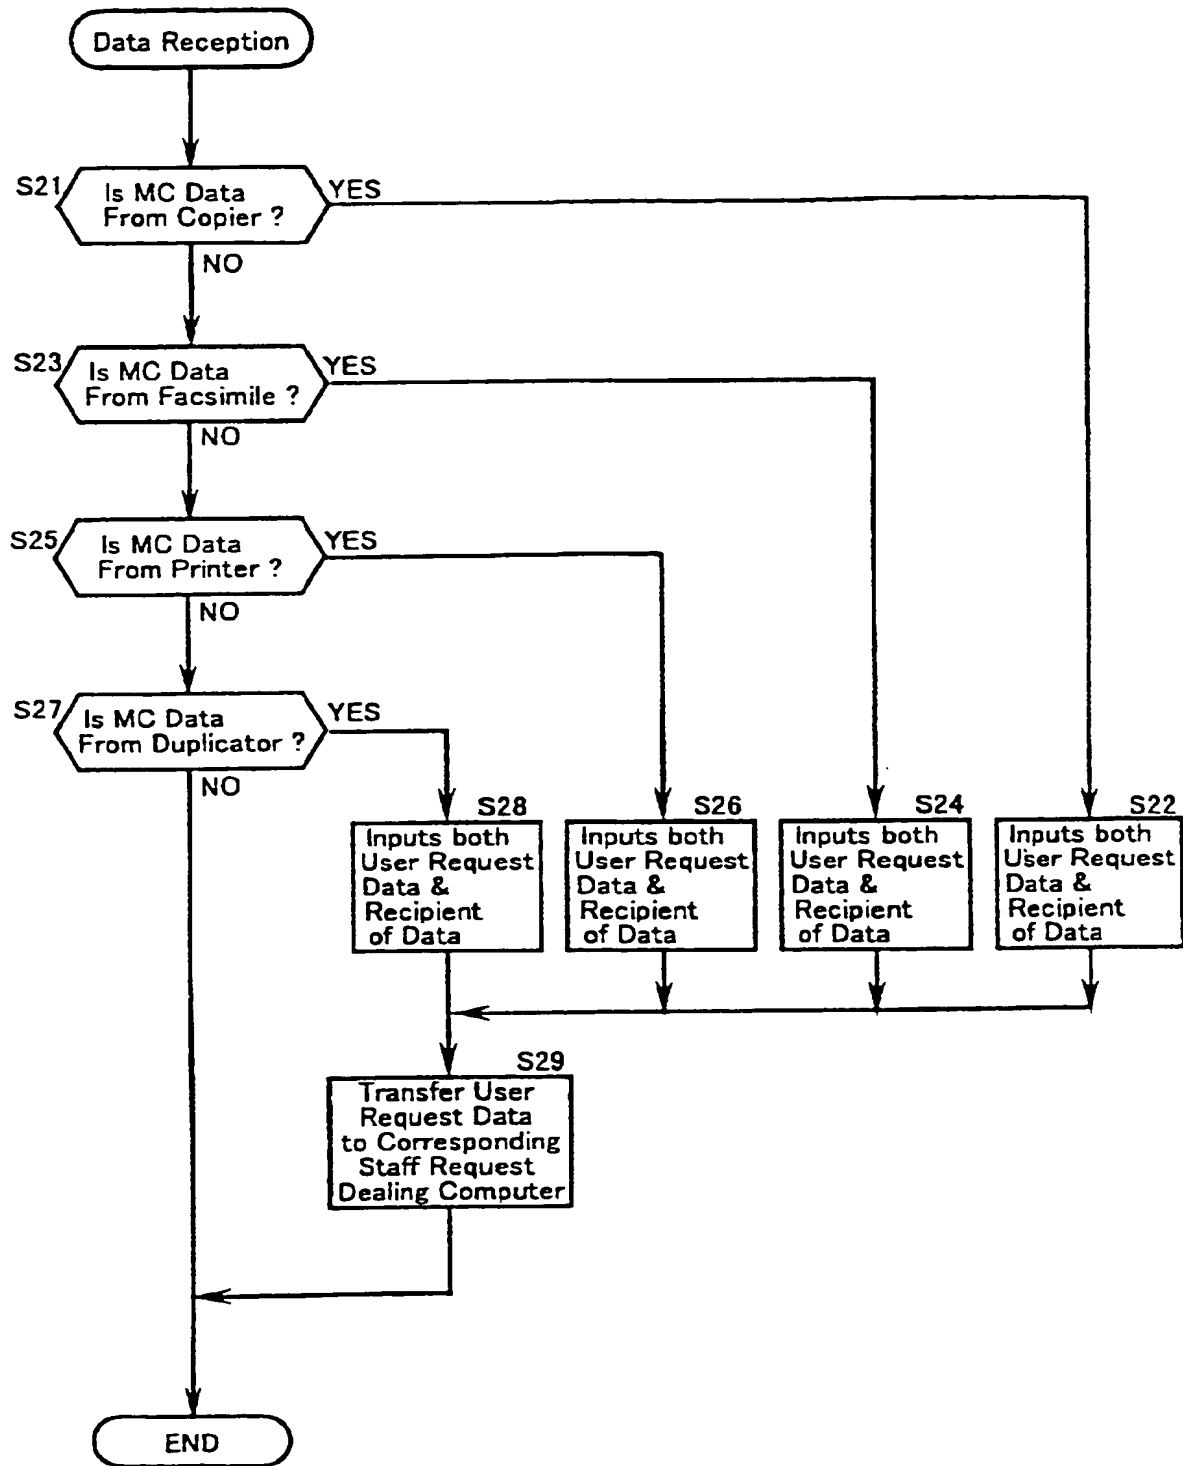 Data Reception
S21
Is MC Data
From Copier ?
YES
NO
S23
Is MC Data
From Facsimile ?
YES
NO
S25
Is MC Data
From Printer ?
YES
NO
S27
Is MC Data
From Duplicator ?
YES
NO
S28
Inputs both
User Request
Data &
Recipient
of Data
S26
Inputs both
User Request
Data &
Recipient
of Data
S24
Inputs both
User Request
Data &
Recipient
of Data
S22
Inputs both
User Request
Data &
Recipient
of Data
S29
Transfer User
Request Data
to Corresponding
Staff Request
Dealing Computer
END